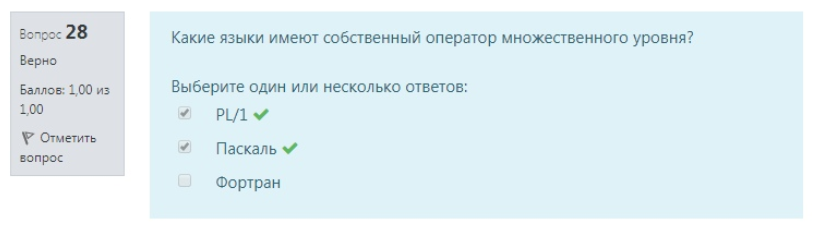 Вопрос 28
Верно
Баллов: 1,00 из
1,00
Отметить
вопрос
Какие языки имеют собственный оператор множественного уровня?
Выберите один или несколько ответов:
PL/1
Паскаль
Фортран